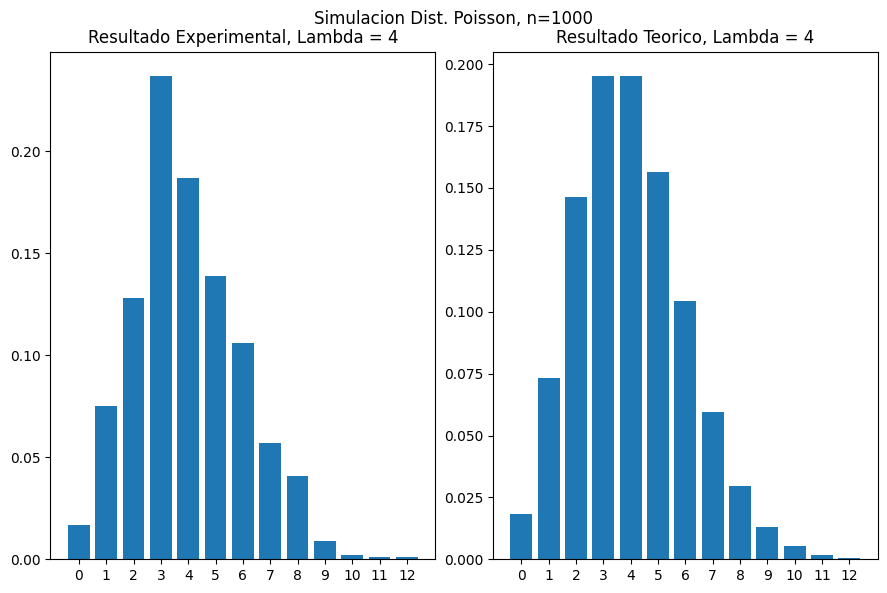 Simulacion Dist. Poisson, n=1000
Resultado Experimental, Lambda = 4
0.20
0.15
0.10
0.05
0.00
0 1 2 3 4 5 6 7 8 9 10 11 12
Resultado Teorico, Lambda = 4
0.200
0.175
0.150
0.125
0.100
0.075
0.050
0.025
0.000
0 1 2 3 4 5 6 7 8 9 10 11 12